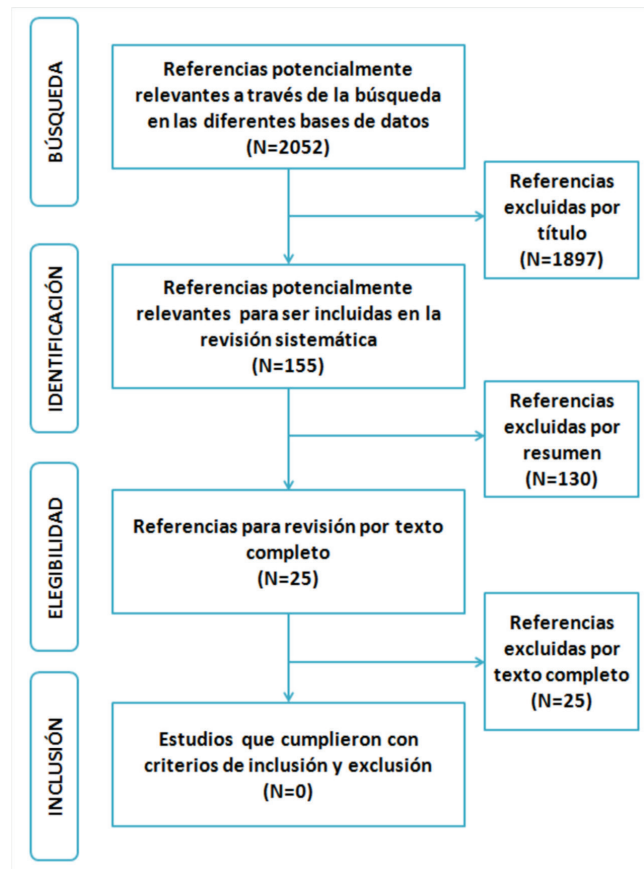 BÚSQUEDA
Referencias potencialmente
relevantes a través de la búsqueda
en las diferentes bases de datos
(N=2052)
Referencias
excluidas por
título
(N=1897)
IDENTIFICACIÓN
Referencias potencialmente
relevantes para ser incluidas en la
revisión sistemática
(N=155)
Referencias
excluidas por
resumen
(N=130)
ELEGIBILIDAD
Referencias para revisión por texto
completo
(N=25)
Referencias
excluidas por
texto completo
(N=25)
INCLUSIÓN
Estudios que cumplieron con
criterios de inclusión y exclusión
(N=0)